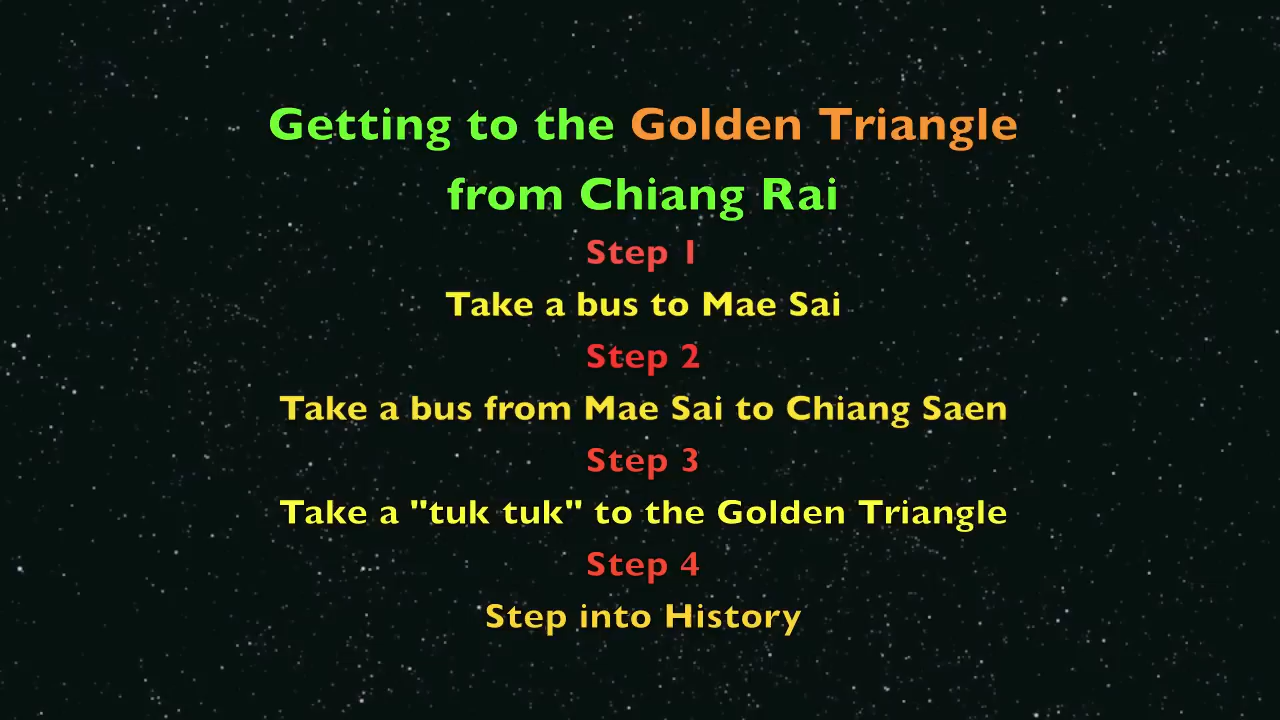 Getting to the Golden Triangle
from Chiang Rai
Step 1
Take a bus to Mae Sai
Step 2
Take a bus from Mae Sai to Chiang Saen
Step 3
Take a "tuk tuk" to the Golden Triangle
Step 4
Step into History